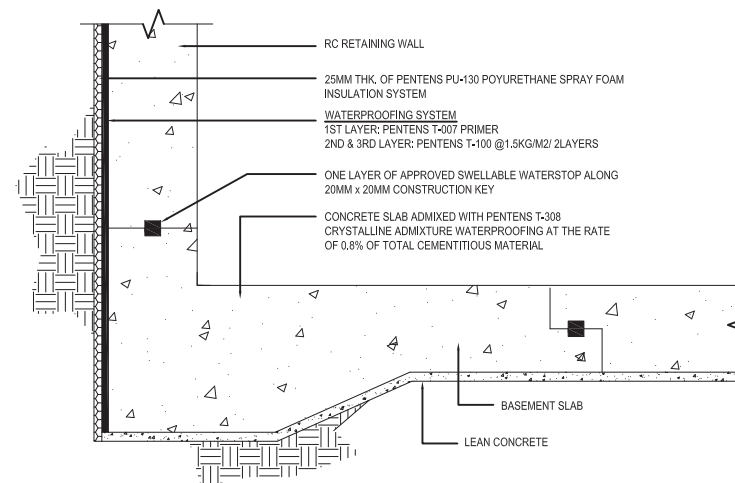 RC RETAINING WALL
25MM THK. OF PENTENS PU-130 POYURETHANE SPRAY FOAM
INSULATION SYSTEM
WATERPROOFING SYSTEM
1ST LAYER: PENTENS T-007 PRIMER
2ND & 3RD LAYER: PENTENS T-100 @1.5KG/M2/ 2LAYERS
ONE LAYER OF APPROVED SWELLABLE WATERSTOP ALONG
20MM x 20MM CONSTRUCTION KEY
CONCRETE SLAB ADMIXED WITH PENTENS T-308
CRYSTALLINE ADMIXTURE WATERPROOFING AT THE RATE
OF 0.8% OF TOTAL CEMENTITIOUS MATERIAL
BASEMENT SLAB
LEAN CONCRETE